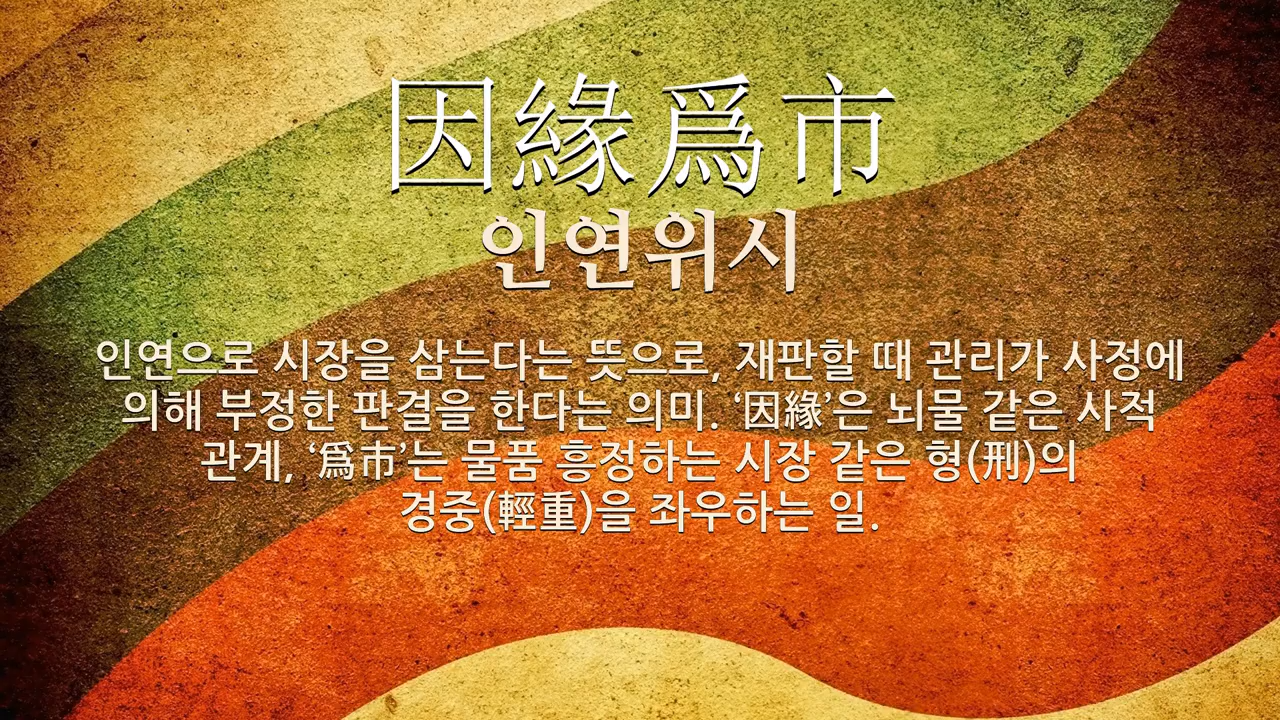 因緣爲市
인연위시
인연으로 시장을 삼는다는 뜻으로, 재판할 때 관리가 사정에
의해 부정한 판결을 한다는 의미. ‘因緣’은 뇌물 같은 사적
관계, ‘爲市’는 물품 흥정하는 시장 같은 형(刑)의
경중(輕重)을 좌우하는 일.